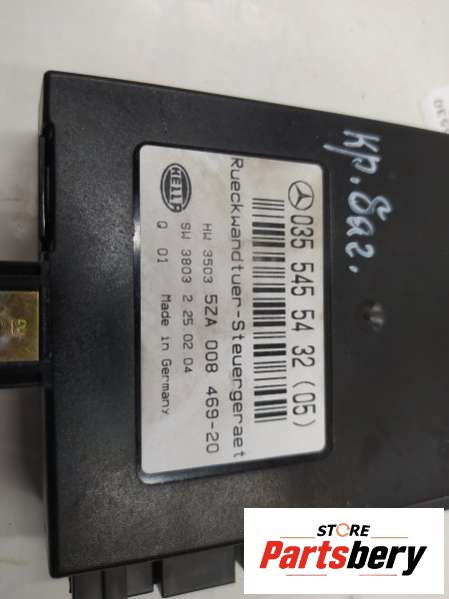 035 545 54 32 (05)
Rueckwandtuer-Steuergeraet
HELLA
HW 3503 5ZA 008 469-20
SW 3803 2 25 02 04
Q 01 Made in Germany
кр. баг.
STORE
Partsbery